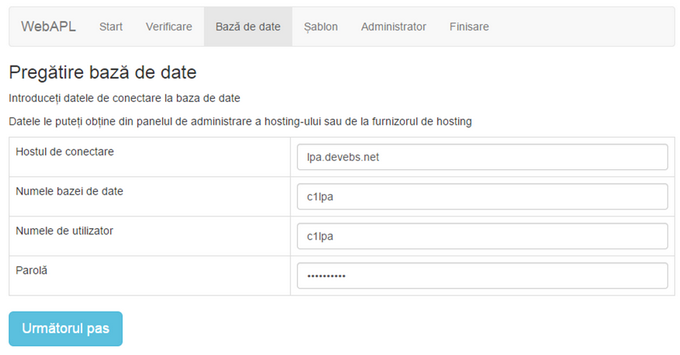 WebAPL Start Verificare Bază de date Șablon Administrator Finisare
Pregătire bază de date
Introduceți datele de conectare la baza de date
Datele le puteți obține din panelul de administrare a hosting-ului sau de la furnizorul de hosting
Hostul de conectare lpa.devebs.net
Numele bazei de date c1lpa
Numele de utilizator c1lpa
Parolă ••••••••••
Următorul pas